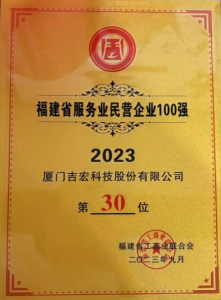 福建省服务业民营企业100强
2023
厦门吉宏科技股份有限公司
第 30 位
福建省工商业联合会
二〇二三年九月